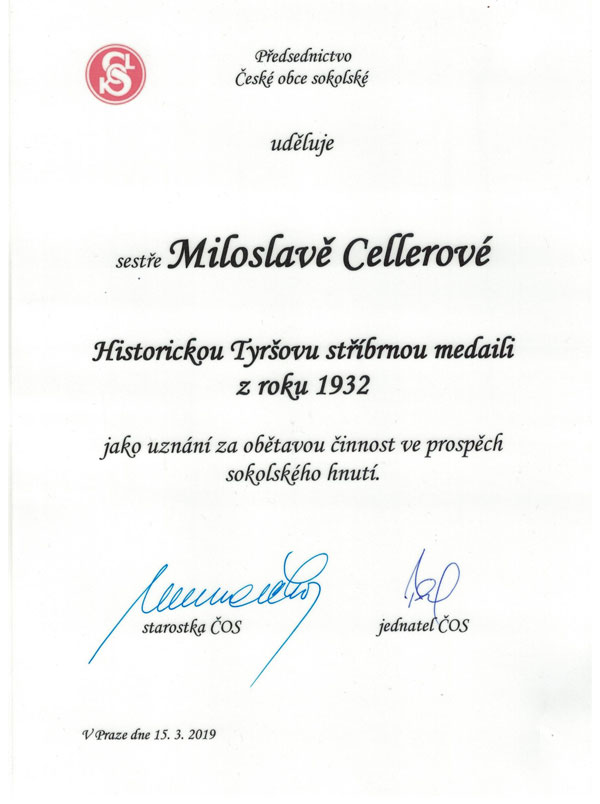 Předsednictvo
České obce sokolské
uděluje
sestře Miloslavě Cellerové
Historickou Tyršovu stříbrnou medaili
z roku 1932
jako uznání za obětavou činnost ve prospěch
sokolského hnutí.
starostka ČOS jednatel ČOS
V Praze dne 15. 3. 2019